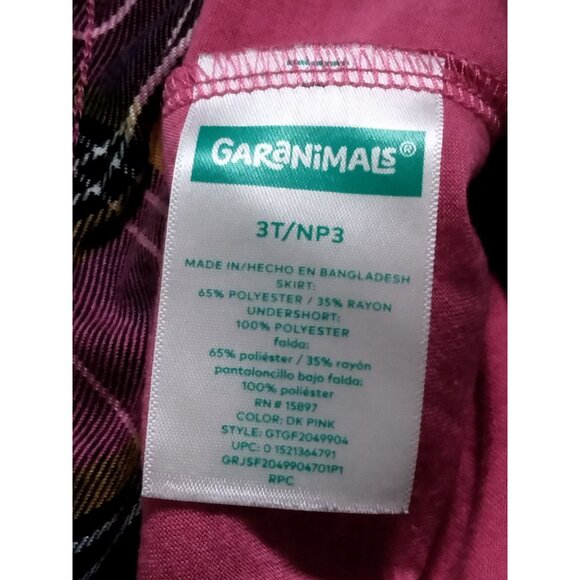 GARANIMALS®
3T/NP3
MADE IN/HECHO EN BANGLADESH
SKIRT:
65% POLYESTER / 35% RAYON
UNDERSHORT:
100% POLYESTER
falda:
65% poliéster / 35% rayón
pantaloncillo bajo falda:
100% poliéster
RN# 15897
COLOR: DK PINK
STYLE: GTGF2049904
UPC: 0 1521364791
GRJSF2049904701P1
RPC